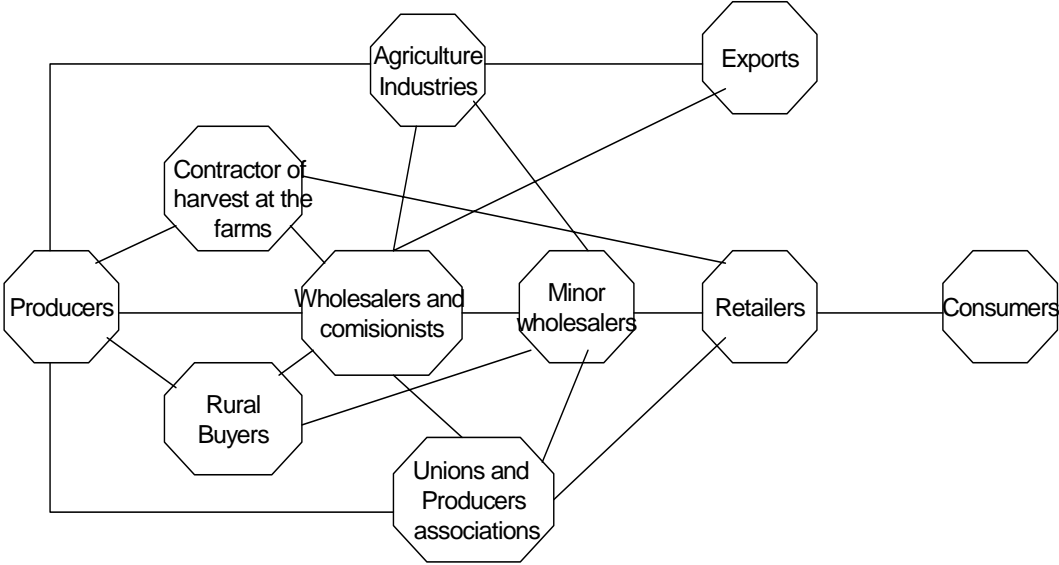 Agriculture
Industries
Exports
Contractor of
harvest at the
farms
Producers
Wholesalers and
comisionists
Minor
wholesalers
Retailers
Consumers
Rural
Buyers
Unions and
Producers
associations